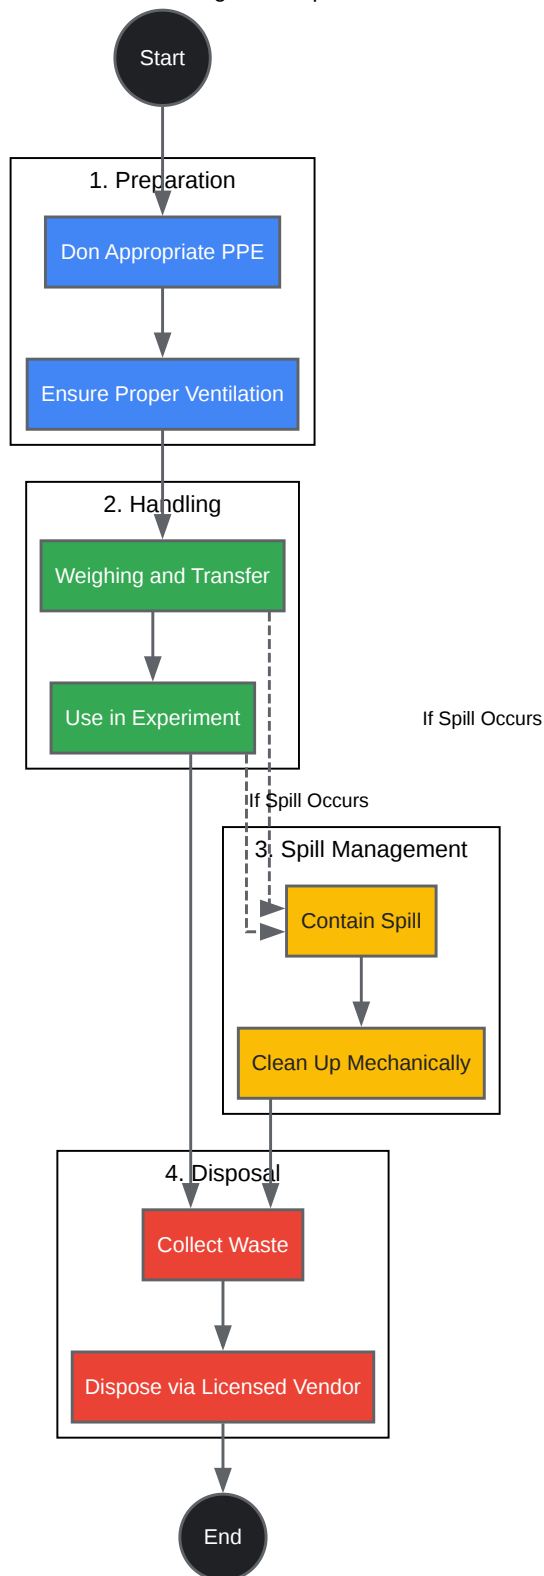 Start
1. Preparation
Don Appropriate PPE
Ensure Proper Ventilation
2. Handling
Weighing and Transfer
Use in Experiment
If Spill Occurs
If Spill Occurs
3. Spill Management
Contain Spill
Clean Up Mechanically
4. Disposal
Collect Waste
Dispose via Licensed Vendor
End